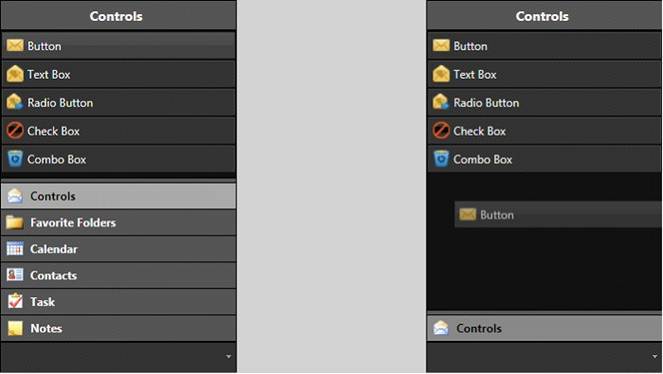 Controls
Button
Text Box
Radio Button
Check Box
Combo Box
Controls
Favorite Folders
Calendar
Contacts
Task
Notes
Controls
Button
Text Box
Radio Button
Check Box
Combo Box
Button
Controls